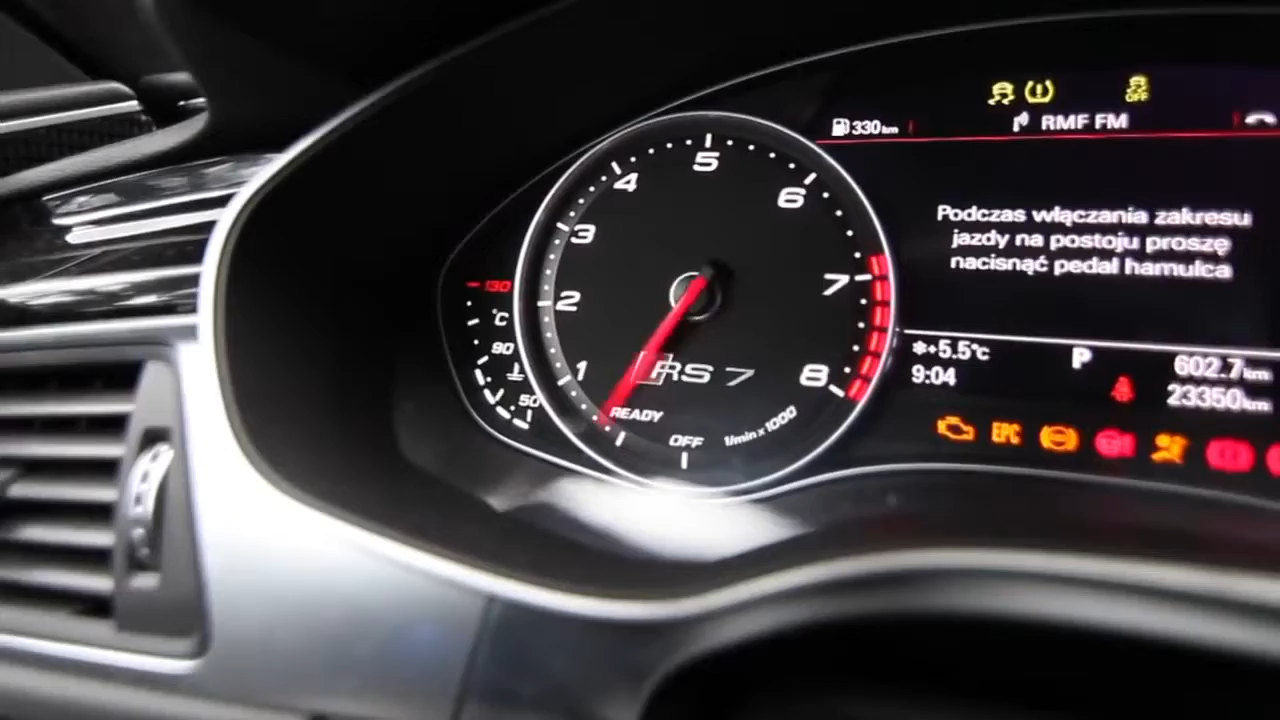 OFF
330km
RMF FM
5
4
6
3
Podczas włączania zakresu
jazdy na postoju proszę
nacisnąć pedał hamulca
7
130
2
°C
+5.5°C
P
602.7km
90
1
RS 7
8
9:04
23350km
50
READY
OFF
1/min x 1000
EPC